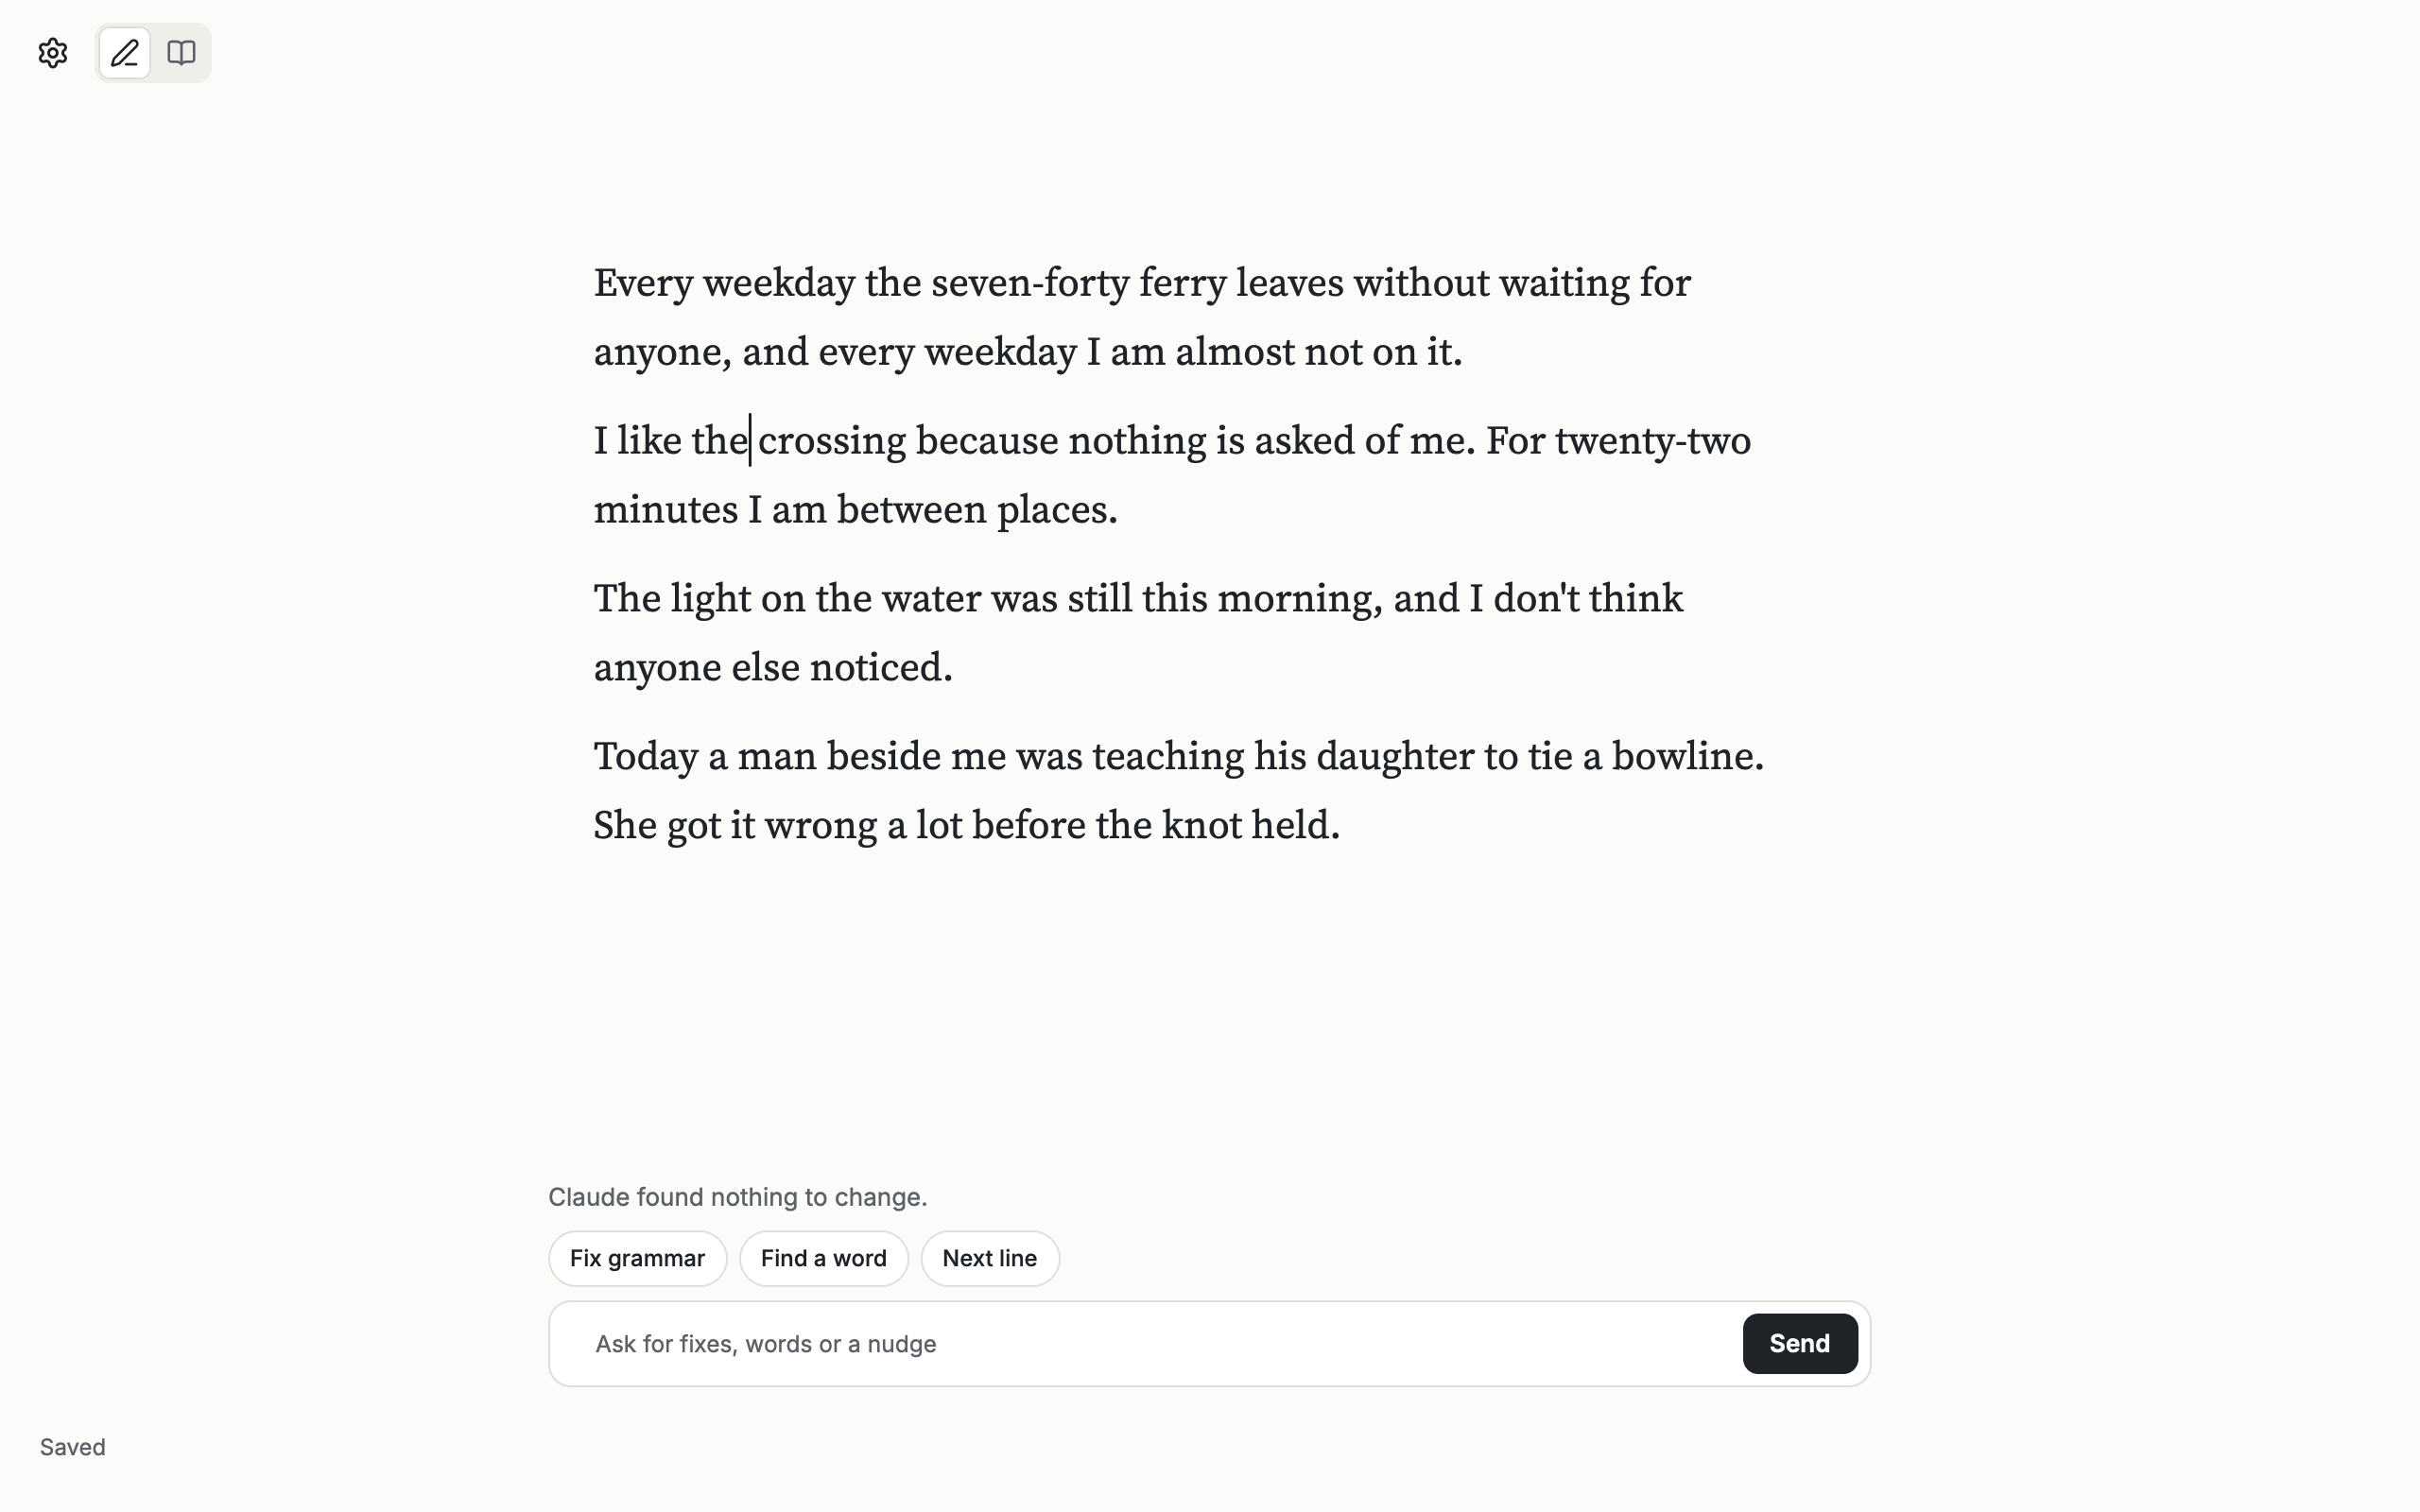 Every weekday the seven-forty ferry leaves without waiting for
anyone, and every weekday I am almost not on it.
I like the crossing because nothing is asked of me. For twenty-two
minutes I am between places.
The light on the water was still this morning, and I don't think
anyone else noticed.
Today a man beside me was teaching his daughter to tie a bowline.
She got it wrong a lot before the knot held.
Claude found nothing to change.
Fix grammar
Find a word
Next line
Ask for fixes, words or a nudge
Send
Saved